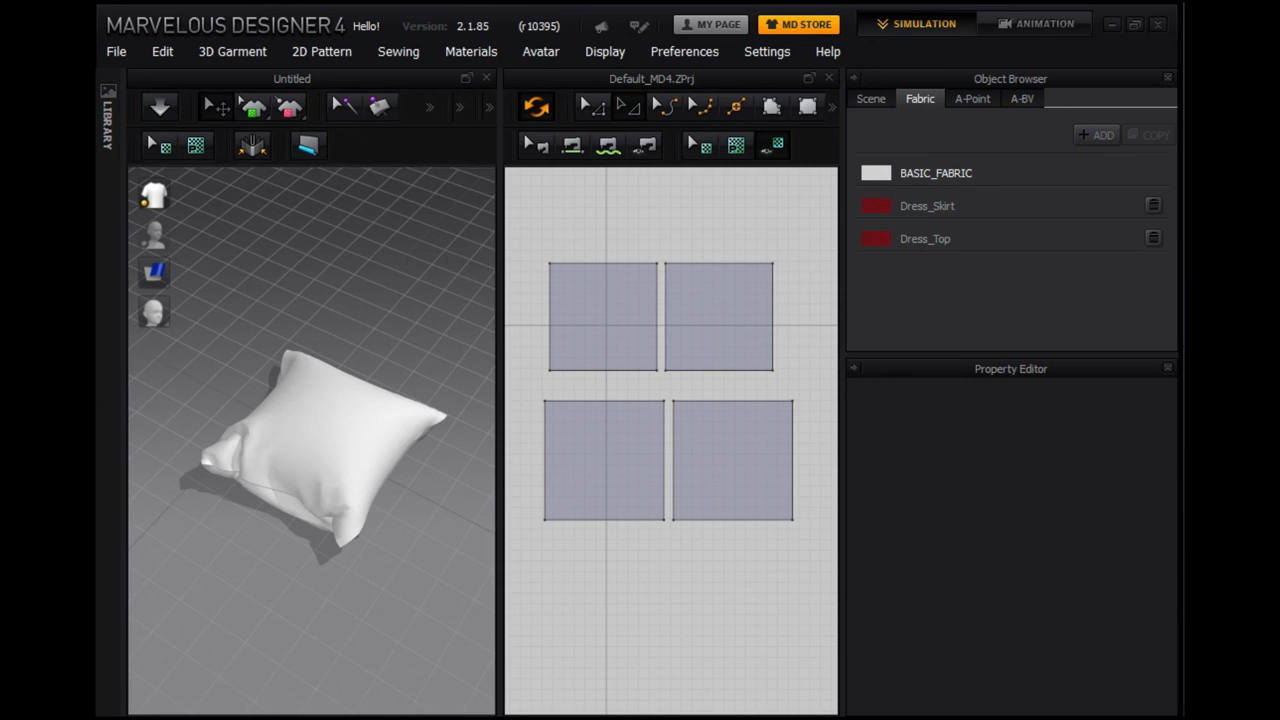 MARVELOUS DESIGNER 4 Hello! Version: 2.1.85 (r10395) MY PAGE MD STORE SIMULATION ANIMATION
File Edit 3D Garment 2D Pattern Sewing Materials Avatar Display Preferences Settings Help
Untitled
Default_MD4.ZPrj
Object Browser
LIBRARY
Scene Fabric A-Point A-BV
+ ADD COPY
BASIC_FABRIC
Dress_Skirt
Dress_Top
Property Editor